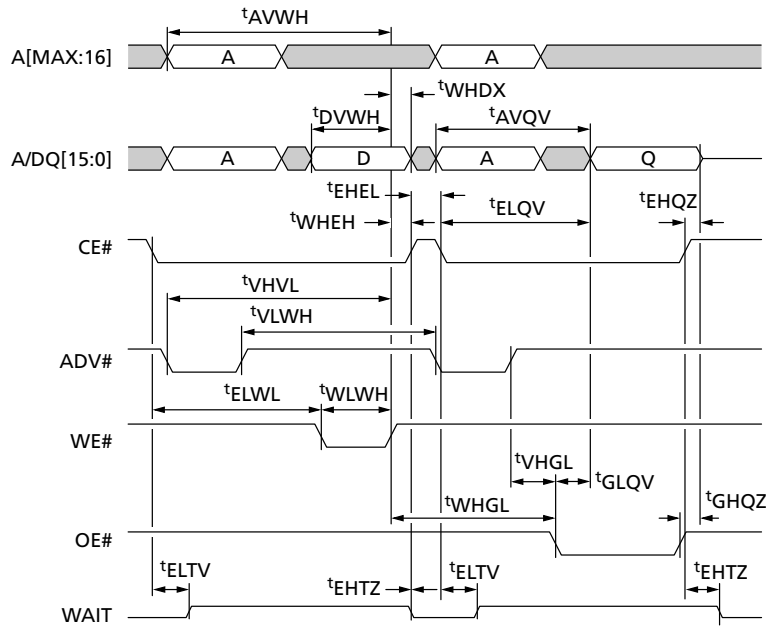 tAVWH
A[MAX:16] A A
tWHDX
tDVWH tAVQV
A/DQ[15:0] A D A Q
tEHEL tEHQZ
tWHEH tELQV
CE#
tVHVL
tVLWH
ADV#
tELWL tWLWH
WE#
tVHGL
tGLQV
tWHGL tGHQZ
OE#
tELTV tEHTZ tELTV tEHTZ
WAIT